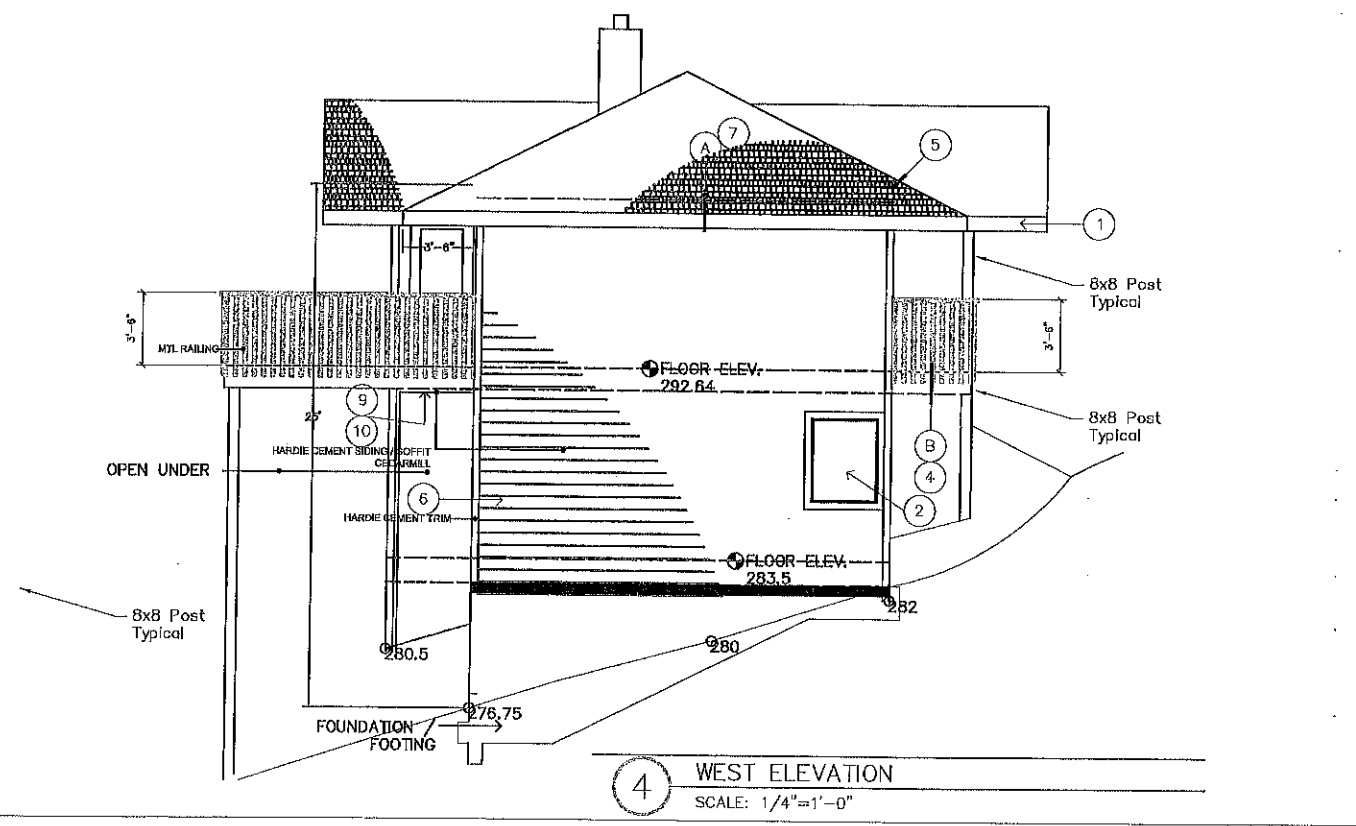 7
A
5
1
3'-6"
8x8 Post
Typical
3'-6"
MTL RAILING
3'-6"
FLOOR ELEV.
292.64
9
25'
10
8x8 Post
Typical
B
HARDIE CEMENT SIDING/SOFFIT
CEDARMILL
OPEN UNDER
4
6
2
HARDIE CEMENT TRIM
FLOOR ELEV.
283.5
282
8x8 Post
Typical
280.5
280
276.75
FOUNDATION
FOOTING
4
WEST ELEVATION
SCALE: 1/4"=1'-0"